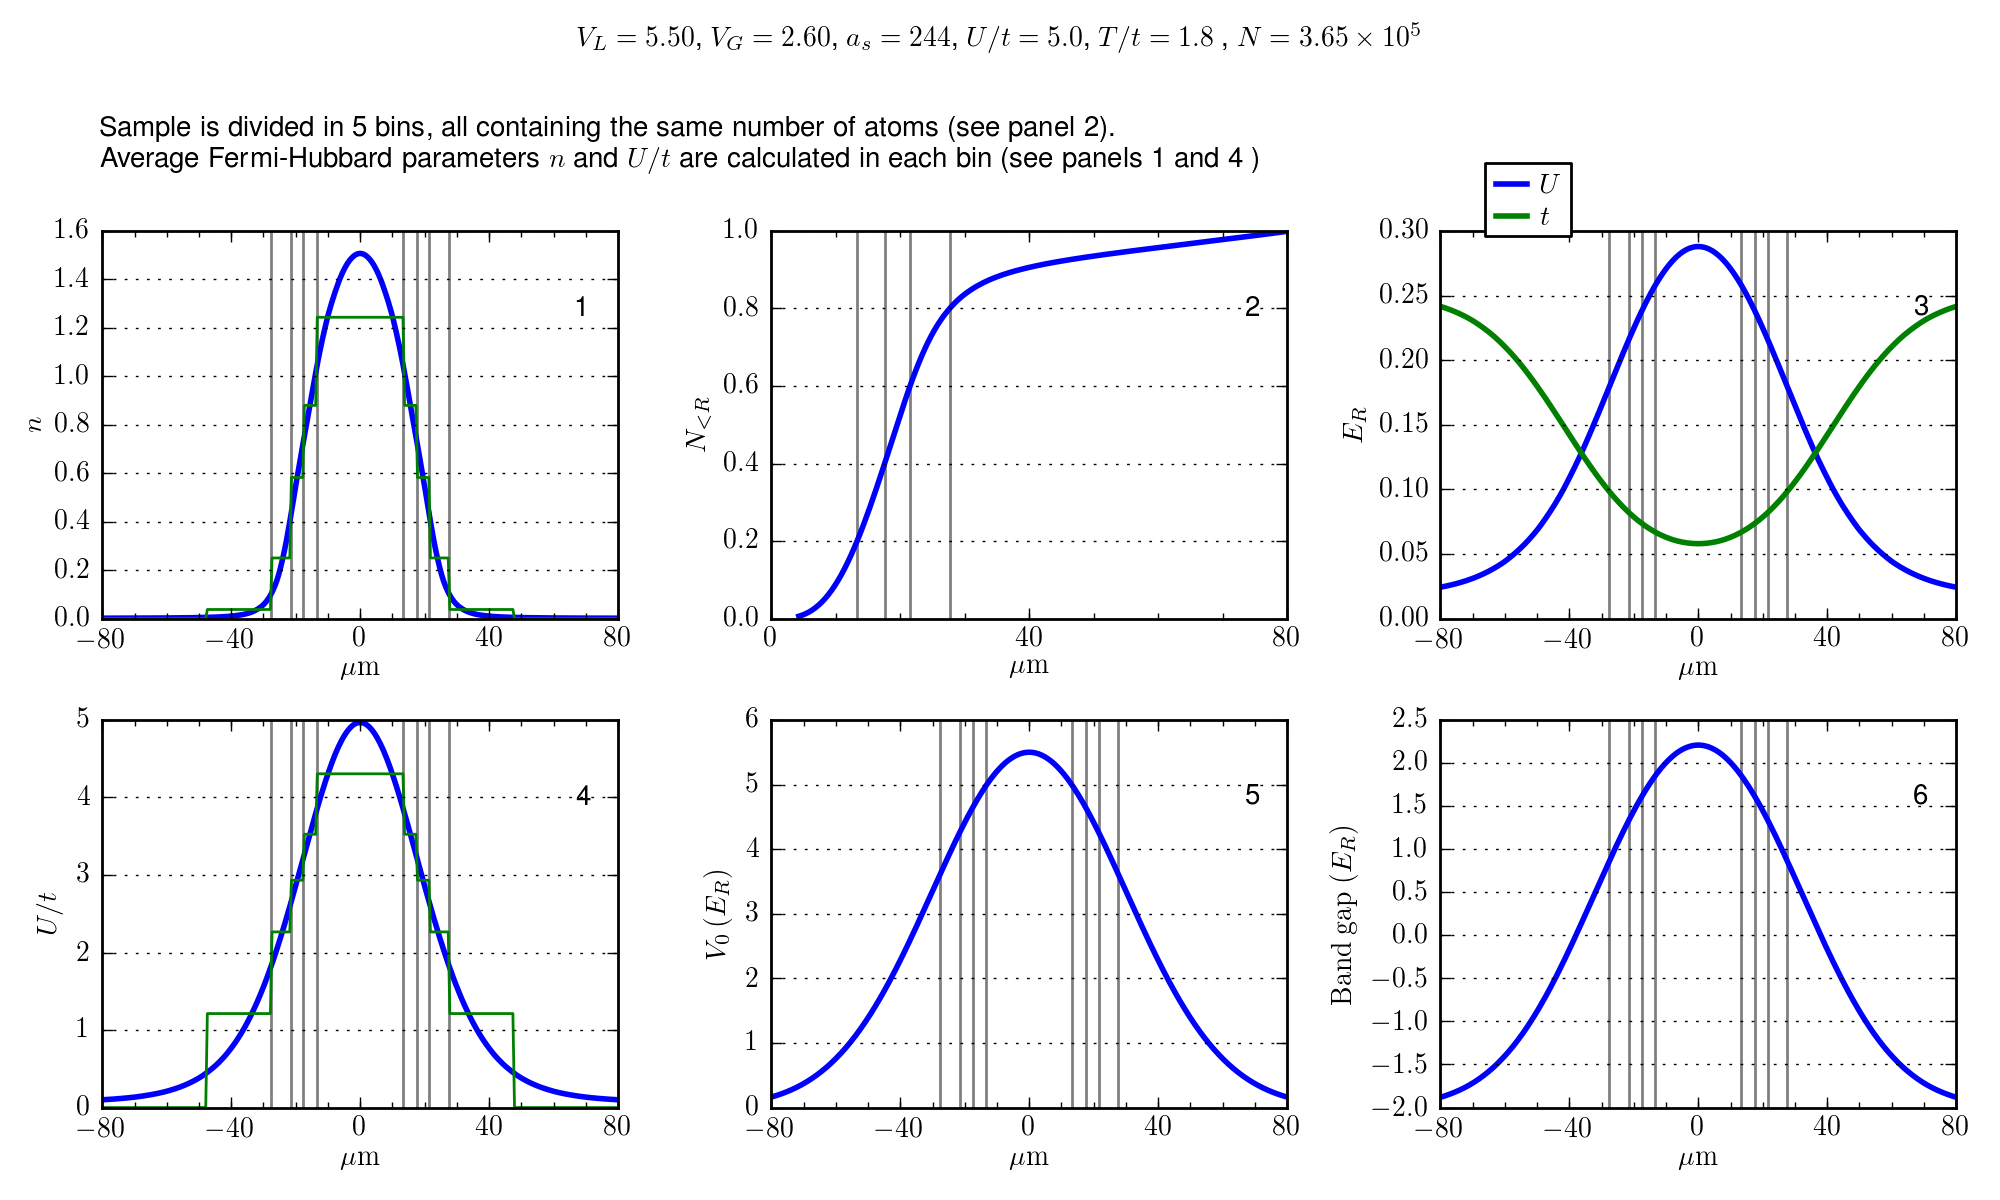 V_L = 5.50, V_G = 2.60, a_s = 244, U/t = 5.0, T/t = 1.8 , N = 3.65 × 10^5
Sample is divided in 5 bins, all containing the same number of atoms (see panel 2).
Average Fermi-Hubbard parameters n and U/t are calculated in each bin (see panels 1 and 4 )
1.6
1.4
1.2
1.0
0.8
0.6
0.4
0.2
0.0
n
1
−80 −40 0 40 80
μm
1.0
0.8
0.6
0.4
0.2
0.0
N_{<R}
2
0 40 80
μm
U
t
0.30
0.25
0.20
0.15
0.10
0.05
0.00
E_R
3
−80 −40 0 40 80
μm
5
4
3
2
1
0
U/t
4
−80 −40 0 40 80
μm
6
5
4
3
2
1
0
V_0 (E_R)
5
−80 −40 0 40 80
μm
2.5
2.0
1.5
1.0
0.5
0.0
−0.5
−1.0
−1.5
−2.0
Band gap (E_R)
6
−80 −40 0 40 80
μm